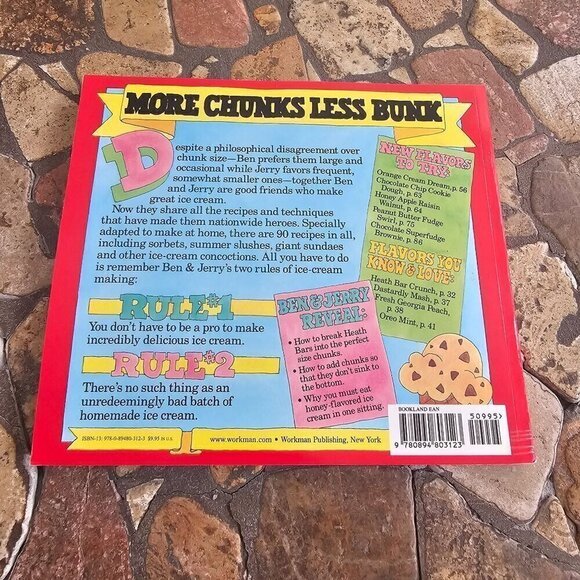 MORE CHUNKS LESS BUNK
Despite a philosophical disagreement over
chunk size—Ben prefers them large and
occasional while Jerry favors frequent,
somewhat smaller ones—together Ben
and Jerry are good friends who make
great ice cream.
Now they share all the recipes and techniques
that have made them nationwide heroes. Specially
adapted to make at home, there are 90 recipes in all,
including sorbets, summer slushes, giant sundaes
and other ice-cream concoctions. All you have to do
is remember Ben & Jerry's two rules of ice-cream
making:
RULE #1
You don't have to be a pro to make
incredibly delicious ice cream.
RULE #2
There's no such thing as an
unredeemingly bad batch of
homemade ice cream.
NEW FLAVORS
TO TRY:
Orange Cream Dream, p. 56
Chocolate Chip Cookie
Dough, p. 63
Honey Apple Raisin
Walnut, p. 64
Peanut Butter Fudge
Swirl, p. 75
Chocolate Superfudge
Brownie, p. 86
FLAVORS YOU
KNOW & LOVE:
Heath Bar Crunch, p. 32
Dastardly Mash, p. 37
Fresh Georgia Peach,
p. 38
Oreo Mint, p. 41
BEN & JERRY
REVEAL:
• How to break Heath
Bars into the perfect
size chunks.
• How to add chunks so
that they don't sink to
the bottom.
• Why you must eat
honey-flavored ice
cream in one sitting.
BOOKLAND EAN
50995>
9 780894 803123
ISBN-13: 978-0-89480-312-3 $9.95 IN U.S.
www.workman.com • Workman Publishing, New York